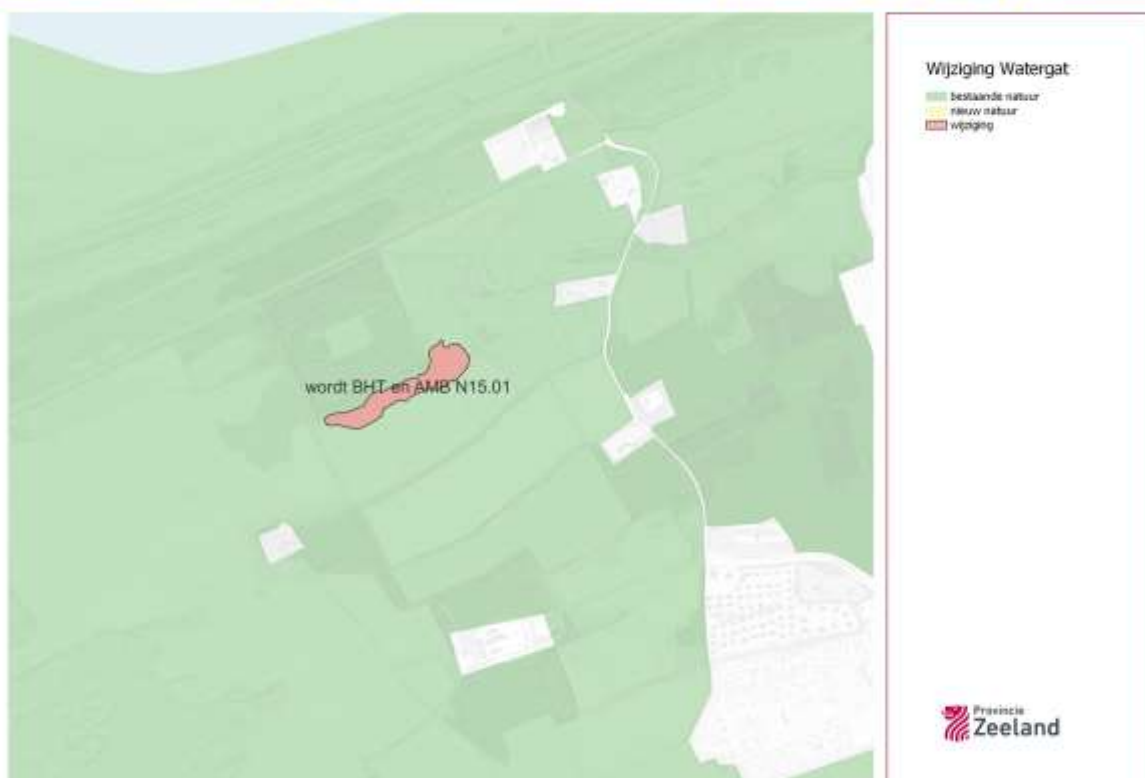 Wijziging Watergat
bestaande natuur
nieuw natuur
wijziging
wordt BHT en AMB N15.01
Provincie
Zeeland